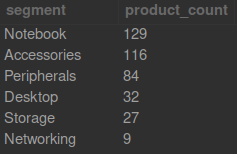 segment product_count
Notebook 129
Accessories 116
Peripherals 84
Desktop 32
Storage 27
Networking 9